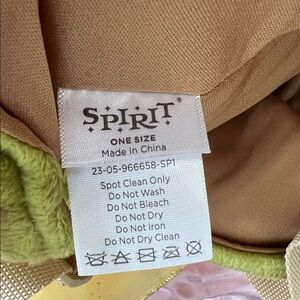 SPIRIT®
ONE SIZE
Made in China
23-05-966658-SP1
Spot Clean Only
Do Not Wash
Do Not Bleach
Do Not Dry
Do Not Iron
Do Not Dry Clean